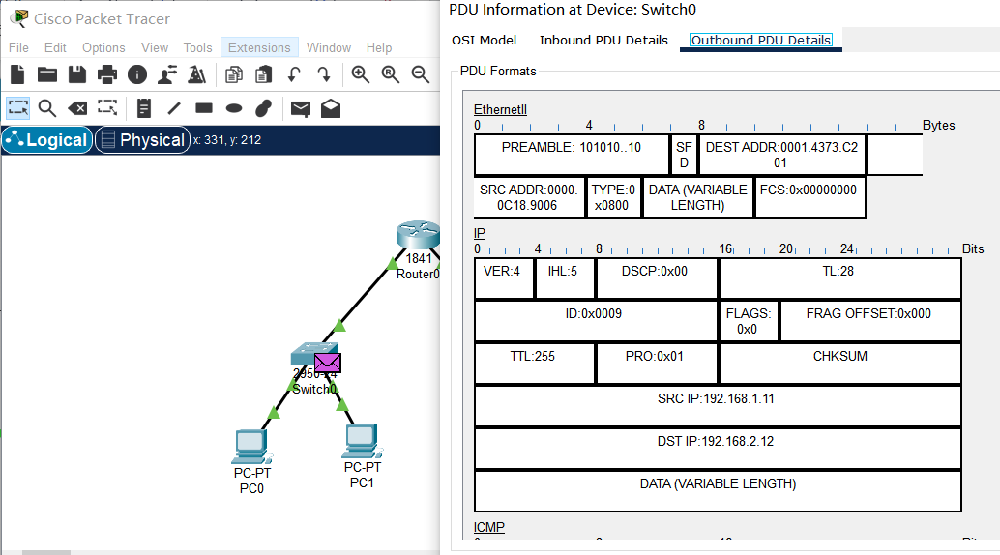 Cisco Packet Tracer
File Edit Options View Tools Extensions Window Help
Logical Physical x: 331, y: 212
1841
Router0
2950-24
Switch0
PC-PT
PC0
PC-PT
PC1
PDU Information at Device: Switch0
OSI Model Inbound PDU Details Outbound PDU Details
PDU Formats
EthernetII
0 4 8 Bytes
PREAMBLE: 101010..10
SF
D
DEST ADDR:0001.4373.C2
01
SRC ADDR:0000.
0C18.9006
TYPE:0
x0800
DATA (VARIABLE
LENGTH)
FCS:0x00000000
IP
0 4 8 16 20 24 Bits
VER:4 IHL:5 DSCP:0x00 TL:28
ID:0x0009
FLAGS:
0x0
FRAG OFFSET:0x000
TTL:255 PRO:0x01 CHKSUM
SRC IP:192.168.1.11
DST IP:192.168.2.12
DATA (VARIABLE LENGTH)
ICMP